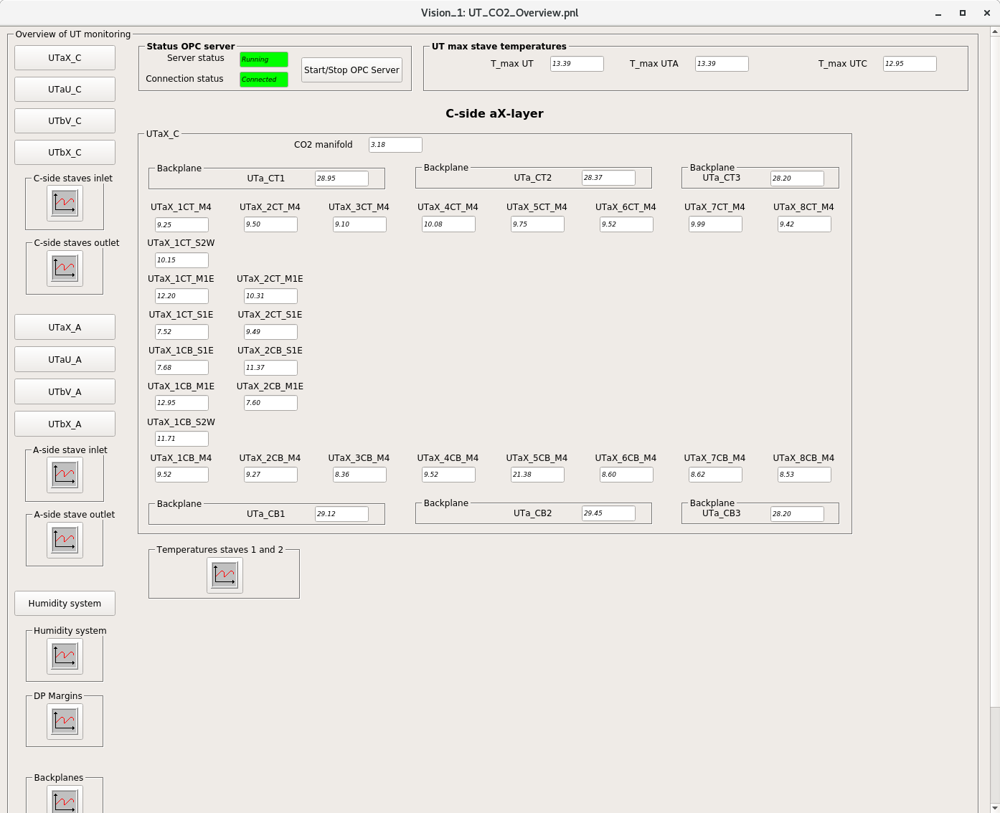 Vision_1: UT_CO2_Overview.pnl
Overview of UT monitoring
UTaX_C
UTaU_C
UTbV_C
UTbX_C
C-side staves inlet
C-side staves outlet
UTaX_A
UTaU_A
UTbV_A
UTbX_A
A-side stave inlet
A-side stave outlet
Humidity system
Humidity system
DP Margins
Backplanes
Status OPC server
Server status Running
Connection status Connected
Start/Stop OPC Server
UT max stave temperatures
T_max UT 13.39 T_max UTA 13.39 T_max UTC 12.95
C-side aX-layer
UTaX_C
CO2 manifold 3.18
Backplane Backplane Backplane
UTa_CT1 28.95 UTa_CT2 28.37 UTa_CT3 28.20
UTaX_1CT_M4 UTaX_2CT_M4 UTaX_3CT_M4 UTaX_4CT_M4 UTaX_5CT_M4 UTaX_6CT_M4 UTaX_7CT_M4 UTaX_8CT_M4
9.25 9.50 9.10 10.08 9.75 9.52 9.99 9.42
UTaX_1CT_S2W
10.15
UTaX_1CT_M1E UTaX_2CT_M1E
12.20 10.31
UTaX_1CT_S1E UTaX_2CT_S1E
7.52 9.49
UTaX_1CB_S1E UTaX_2CB_S1E
7.68 11.37
UTaX_1CB_M1E UTaX_2CB_M1E
12.95 7.60
UTaX_1CB_S2W
11.71
UTaX_1CB_M4 UTaX_2CB_M4 UTaX_3CB_M4 UTaX_4CB_M4 UTaX_5CB_M4 UTaX_6CB_M4 UTaX_7CB_M4 UTaX_8CB_M4
9.52 9.27 8.36 9.52 21.38 8.60 8.62 8.53
Backplane Backplane Backplane
UTa_CB1 29.12 UTa_CB2 29.45 UTa_CB3 28.20
Temperatures staves 1 and 2